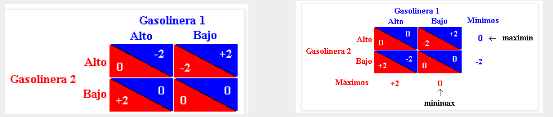 Gasolinera 1
Alto Bajo
Alto -2 +2
0 -2
Gasolinera 2
Bajo 0 0
+2 0
Gasolinera 1
Alto Bajo Mínimos
Alto 0 +2 0 ← maximin
0 -2
Gasolinera 2
Bajo -2 0 -2
+2 0
Máximos +2 0
↑
minimax